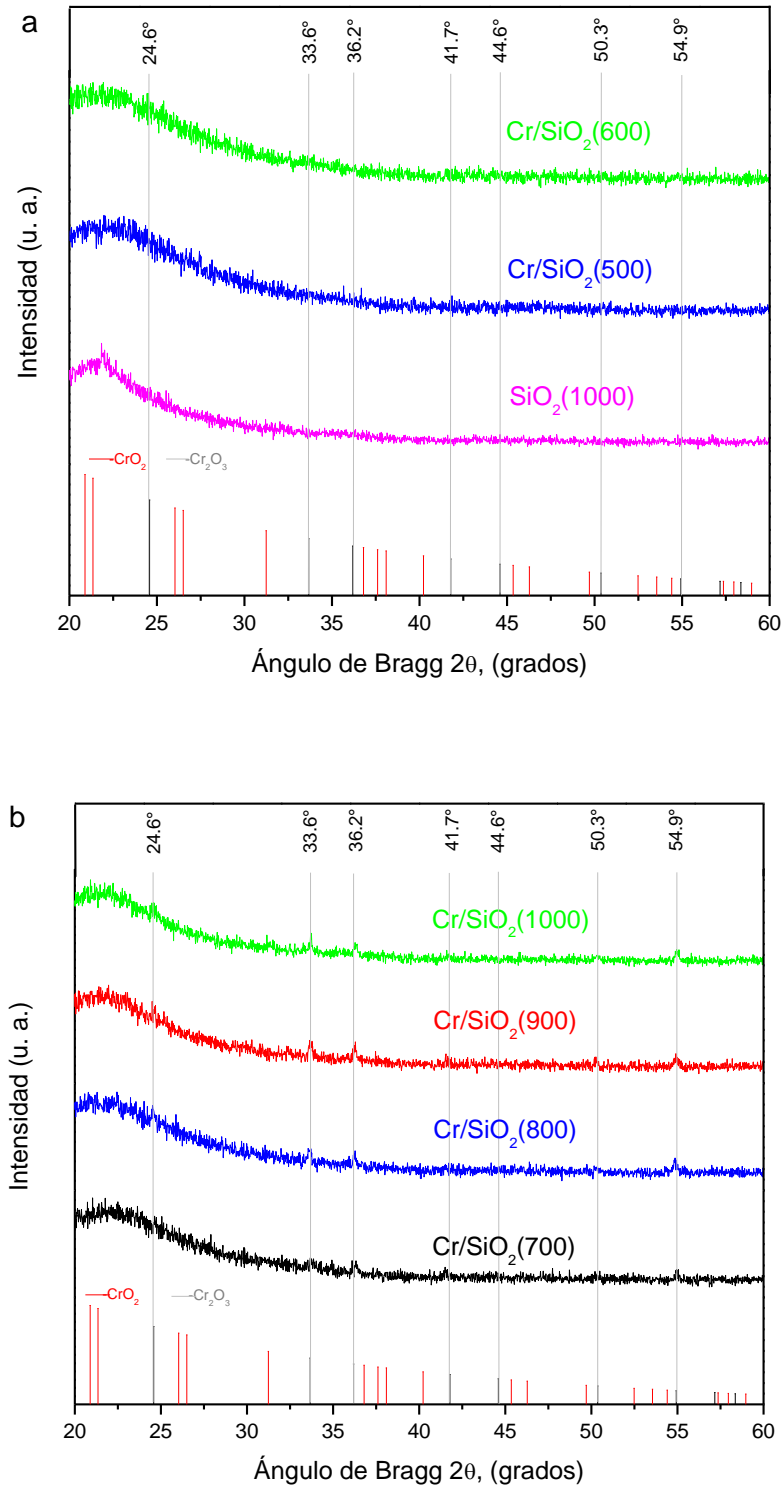 a
24.6°
33.6°
36.2°
41.7°
44.6°
50.3°
54.9°
Cr/SiO₂(600)
Cr/SiO₂(500)
SiO₂(1000)
CrO₂
Cr₂O₃
Intensidad (u. a.)
20 25 30 35 40 45 50 55 60
Ángulo de Bragg 2θ, (grados)
b
24.6°
33.6°
36.2°
41.7°
44.6°
50.3°
54.9°
Cr/SiO₂(1000)
Cr/SiO₂(900)
Cr/SiO₂(800)
Cr/SiO₂(700)
CrO₂
Cr₂O₃
Intensidad (u. a.)
20 25 30 35 40 45 50 55 60
Ángulo de Bragg 2θ, (grados)